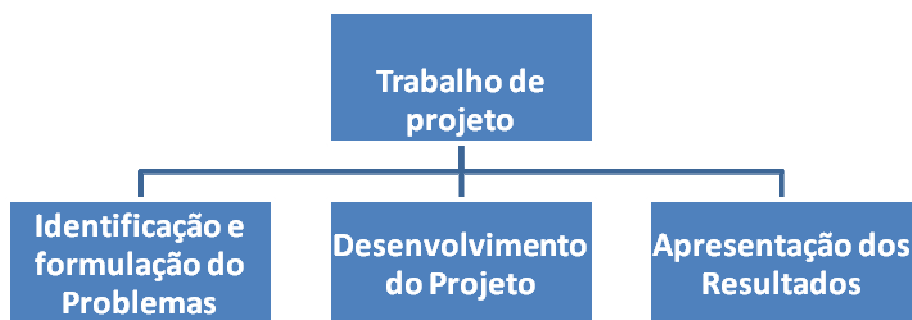 Trabalho de
projeto
Identificação e
formulação do
Problemas
Desenvolvimento
do Projeto
Apresentação dos
Resultados